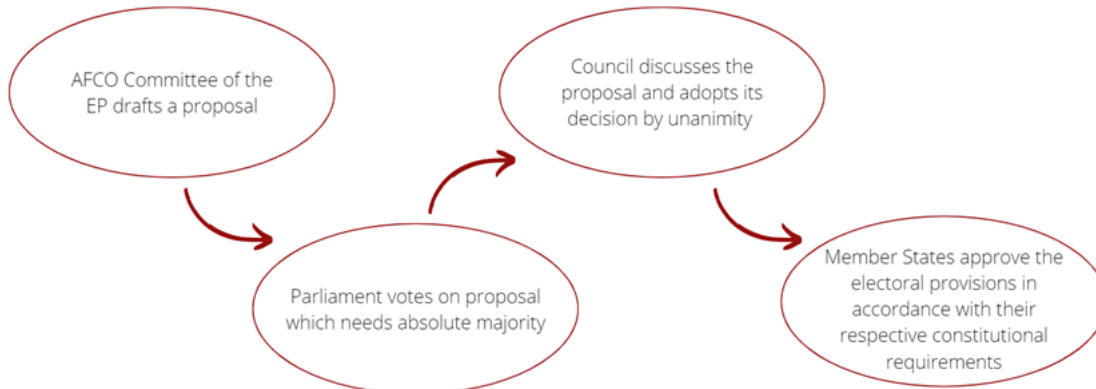 AFCO Committee of the
EP drafts a proposal
Parliament votes on proposal
which needs absolute majority
Council discusses the
proposal and adopts its
decision by unanimity
Member States approve the
electoral provisions in
accordance with their
respective constitutional
requirements